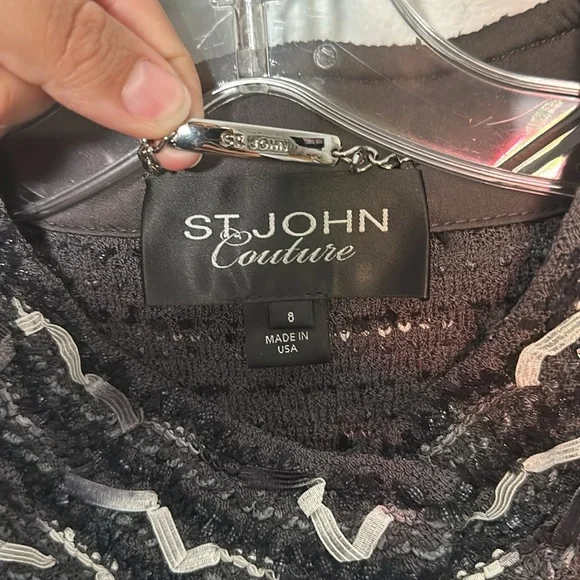 ST. JOHN
ST. JOHN
Couture
8
MADE IN
USA